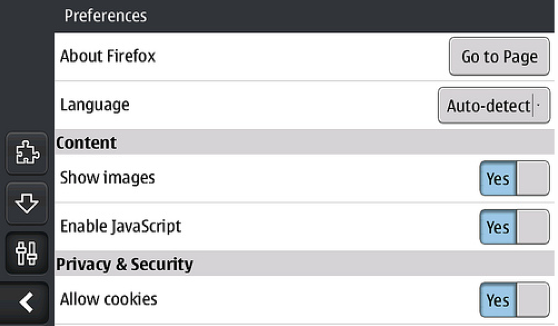 Preferences
About Firefox Go to Page
Language Auto-detect
Content
Show images Yes
Enable JavaScript Yes
Privacy & Security
Allow cookies Yes